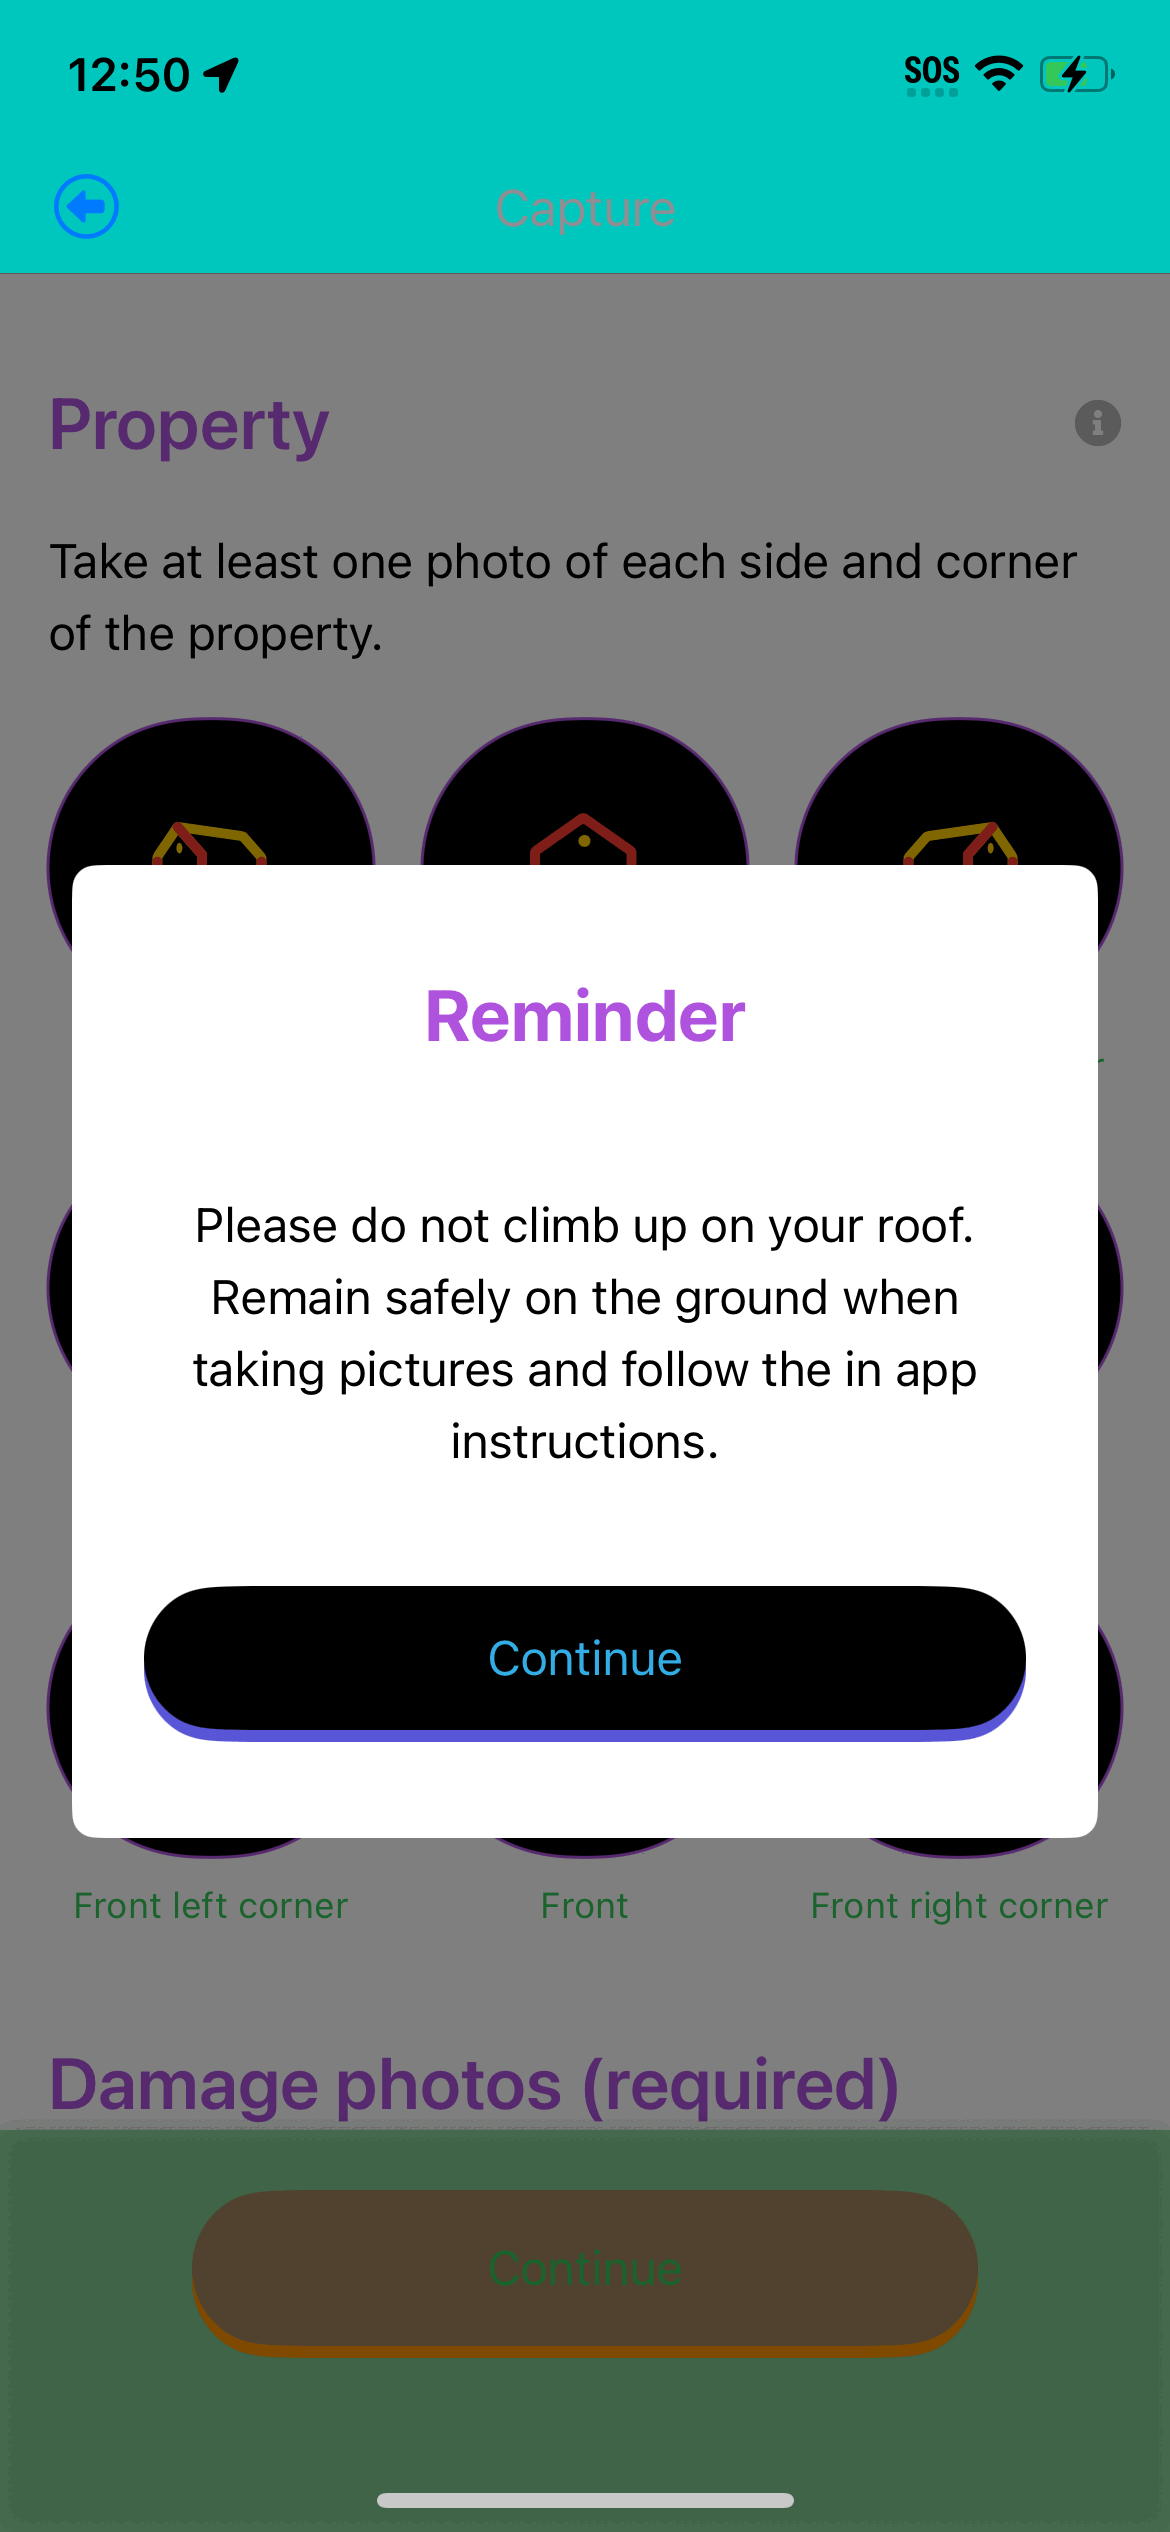 12:50
SOS
Capture
Property
Take at least one photo of each side and corner
of the property.
Reminder
Please do not climb up on your roof.
Remain safely on the ground when
taking pictures and follow the in app
instructions.
Continue
Front left corner
Front
Front right corner
Damage photos (required)
Continue